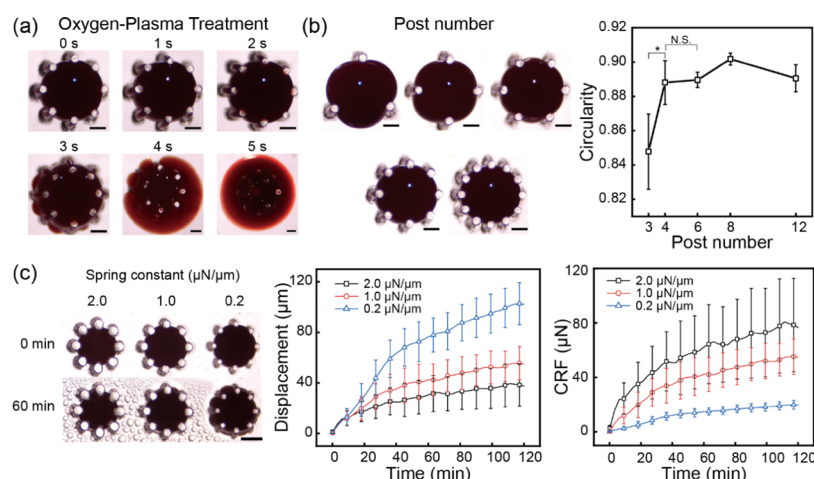 (a) Oxygen-Plasma Treatment
0 s 1 s 2 s
3 s 4 s 5 s
(b) Post number
Circularity
0.92
0.90
0.88
0.86
0.84
0.82
3 4 6 8 12
Post number
*
N.S.
(c) Spring constant (µN/µm)
2.0 1.0 0.2
0 min
60 min
Displacement (µm)
120
80
40
0
2.0 µN/µm
1.0 µN/µm
0.2 µN/µm
0 20 40 60 80 100 120
Time (min)
CRF (µN)
120
80
40
0
2.0 µN/µm
1.0 µN/µm
0.2 µN/µm
0 20 40 60 80 100 120
Time (min)